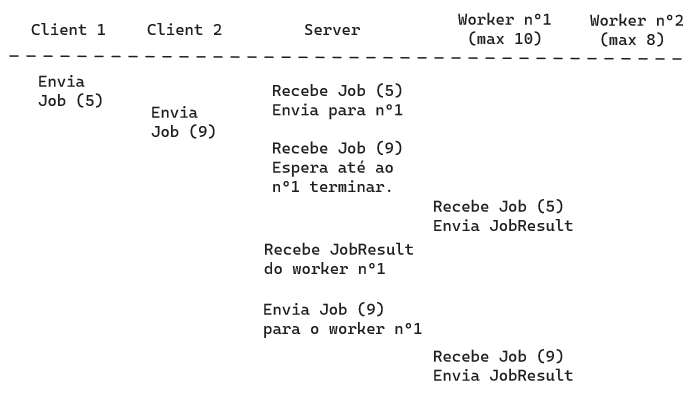 Client 1
Client 2
Server
Worker nº1
(max 10)
Worker nº2
(max 8)
Envia
Job (5)
Envia
Job (9)
Recebe Job (5)
Envia para nº1
Recebe Job (9)
Espera até ao
nº1 terminar.
Recebe Job (5)
Envia JobResult
Recebe JobResult
do worker nº1
Envia Job (9)
para o worker nº1
Recebe Job (9)
Envia JobResult